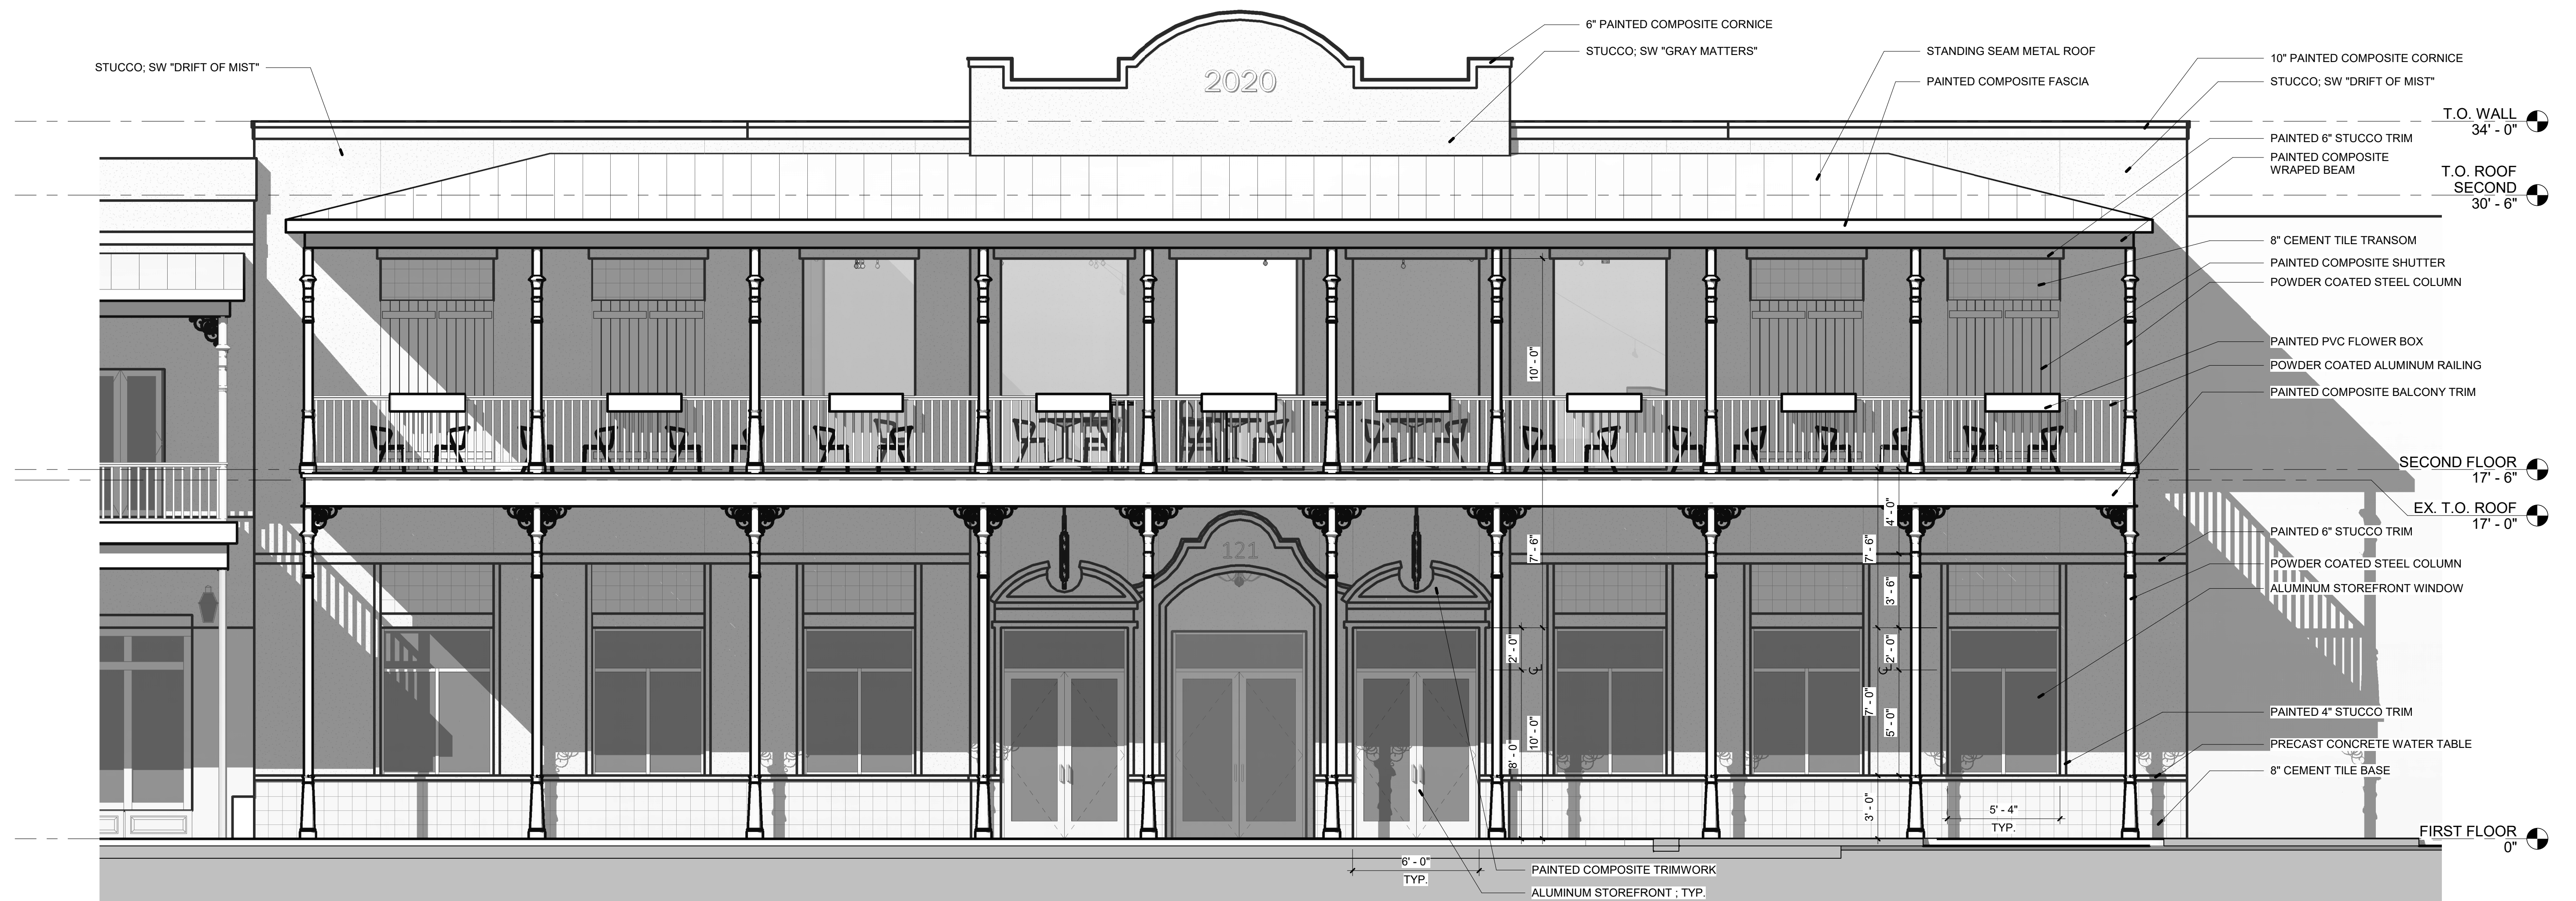 6" PAINTED COMPOSITE CORNICE
STUCCO; SW "GRAY MATTERS"
STANDING SEAM METAL ROOF
PAINTED COMPOSITE FASCIA
STUCCO; SW "DRIFT OF MIST"
2020
10" PAINTED COMPOSITE CORNICE
STUCCO; SW "DRIFT OF MIST"
T.O. WALL
34' - 0"
PAINTED 6" STUCCO TRIM
PAINTED COMPOSITE
WRAPED BEAM
T.O. ROOF
SECOND
30' - 6"
8" CEMENT TILE TRANSOM
PAINTED COMPOSITE SHUTTER
POWDER COATED STEEL COLUMN
PAINTED PVC FLOWER BOX
POWDER COATED ALUMINUM RAILING
PAINTED COMPOSITE BALCONY TRIM
10' - 0"
SECOND FLOOR
17' - 6"
EX. T.O. ROOF
17' - 0"
PAINTED 6" STUCCO TRIM
POWDER COATED STEEL COLUMN
ALUMINUM STOREFRONT WINDOW
121
7' - 6"
7' - 6"
4' - 0"
3' - 6"
2' - 0"
2' - 0"
10' - 0"
8' - 0"
7' - 0"
5' - 0"
3' - 0"
PAINTED 4" STUCCO TRIM
PRECAST CONCRETE WATER TABLE
8" CEMENT TILE BASE
5' - 4"
TYP.
FIRST FLOOR
0"
6' - 0"
TYP.
PAINTED COMPOSITE TRIMWORK
ALUMINUM STOREFRONT ; TYP.